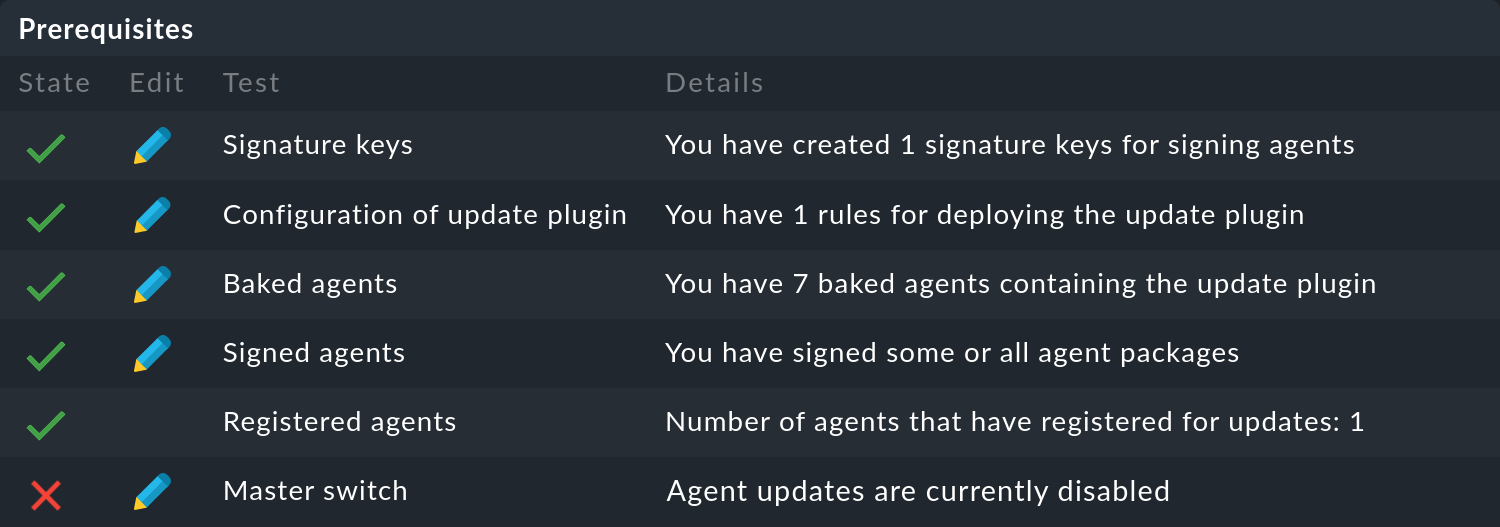 Prerequisites
State Edit Test Details
Signature keys You have created 1 signature keys for signing agents
Configuration of update plugin You have 1 rules for deploying the update plugin
Baked agents You have 7 baked agents containing the update plugin
Signed agents You have signed some or all agent packages
Registered agents Number of agents that have registered for updates: 1
Master switch Agent updates are currently disabled